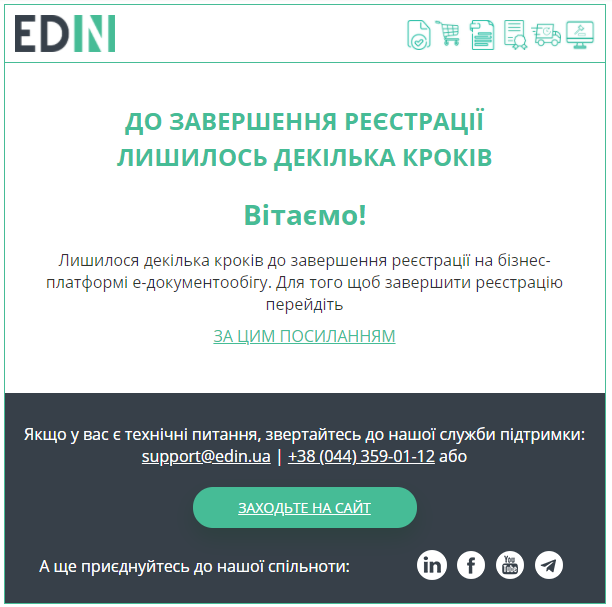 EDIN
ДО ЗАВЕРШЕННЯ РЕЄСТРАЦІЇ
ЛИШИЛОСЬ ДЕКІЛЬКА КРОКІВ
Вітаємо!
Лишилося декілька кроків до завершення реєстрації на бізнес-
платформі е-документообігу. Для того щоб завершити реєстрацію
перейдіть
ЗА ЦИМ ПОСИЛАННЯМ
Якщо у вас є технічні питання, звертайтесь до нашої служби підтримки:
support@edin.ua | +38 (044) 359-01-12 або
ЗАХОДЬТЕ НА САЙТ
А ще приєднуйтесь до нашої спільноти:
in f You Tube